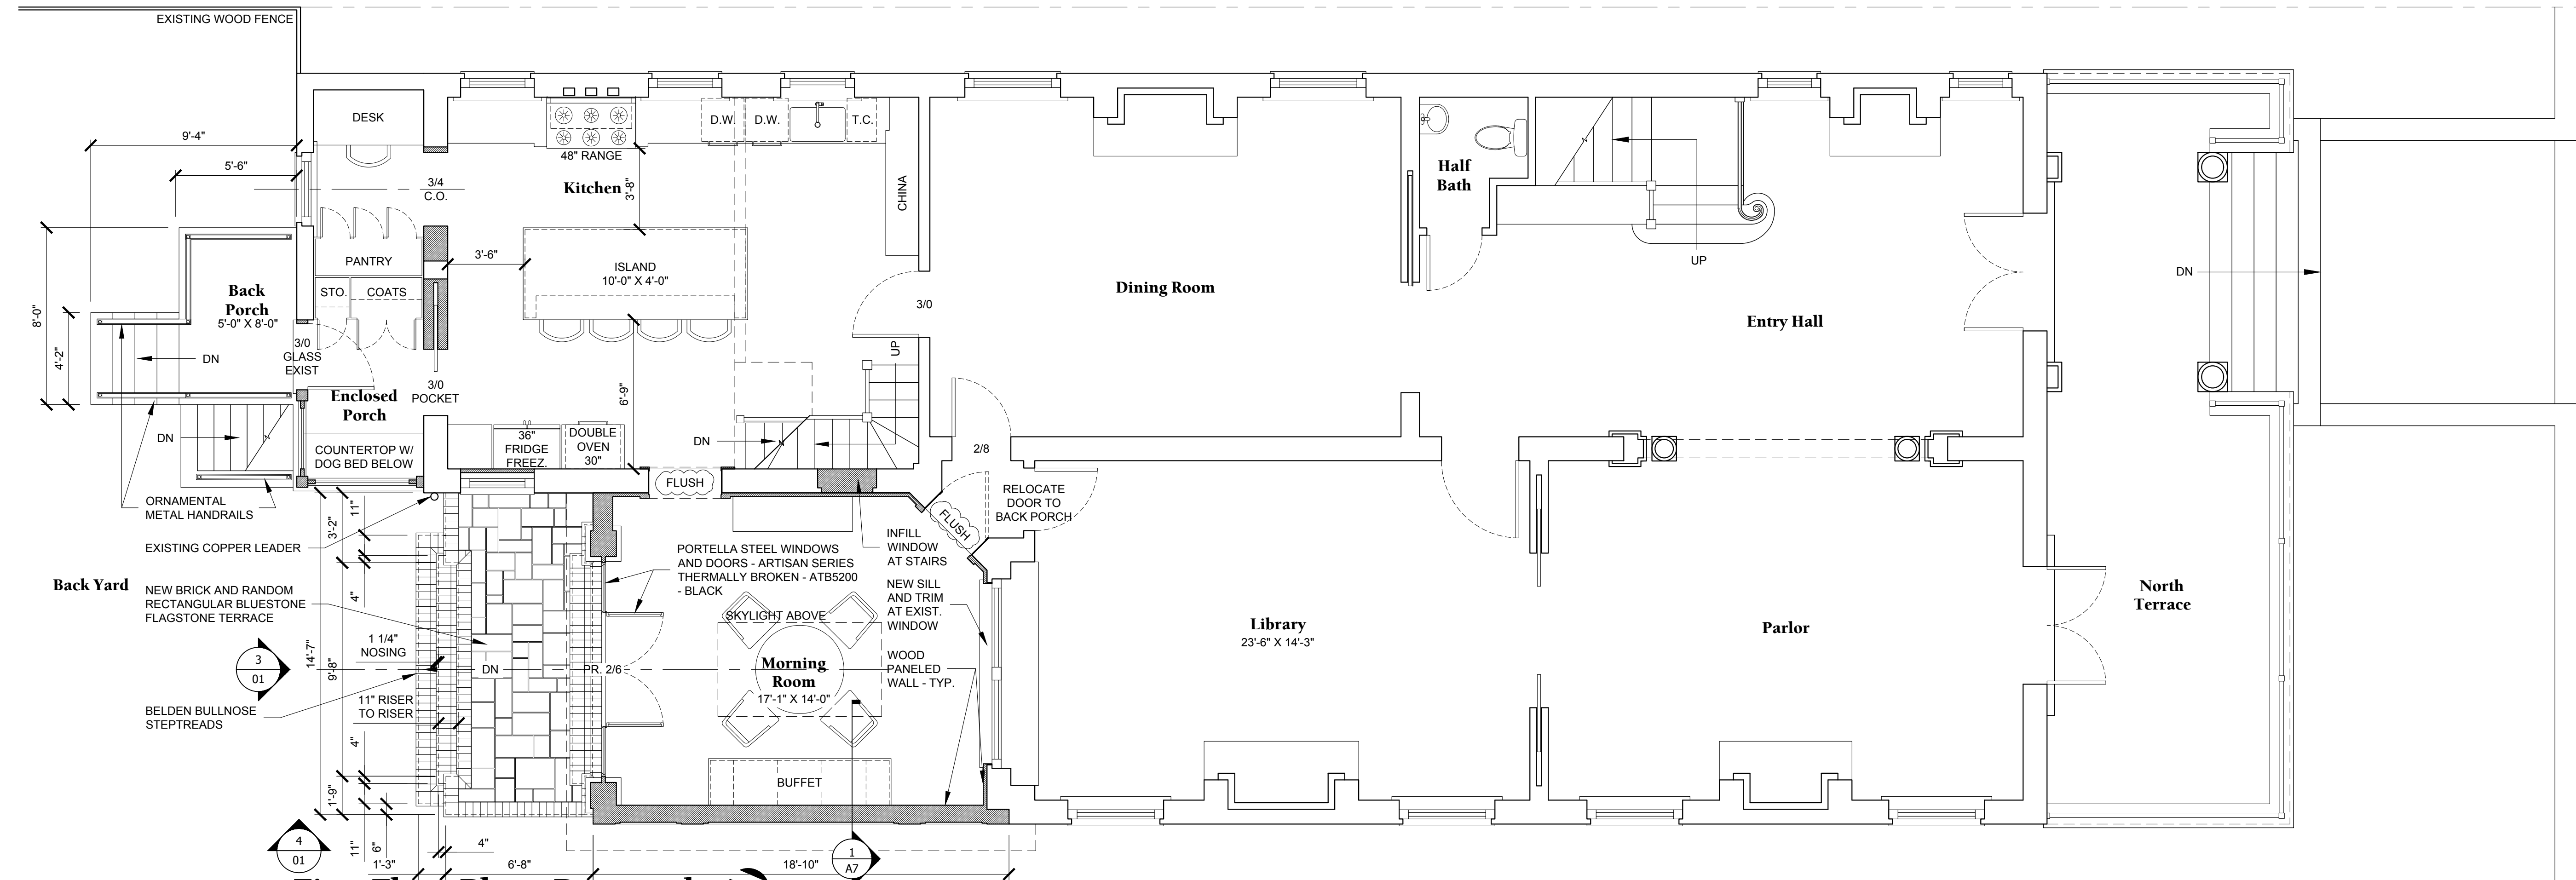 EXISTING WOOD FENCE
9'-4"
5'-6"
DESK
48" RANGE
D.W.
D.W.
T.C.
3/4
C.O.
Kitchen
3'-8"
CHINA
Half
Bath
UP
DN
3'-6"
PANTRY
ISLAND
10'-0" X 4'-0"
STO.
COATS
Back
Porch
5'-0" X 8'-0"
8'-0"
4'-2"
DN
3/0
GLASS
EXIST
3/0
Dining Room
Entry Hall
UP
3/0
POCKET
6'-9"
Enclosed
Porch
DN
COUNTERTOP W/
DOG BED BELOW
36"
FRIDGE
FREEZ.
DOUBLE
OVEN
30"
DN
2/8
FLUSH
FLUSH
RELOCATE
DOOR TO
BACK PORCH
ORNAMENTAL
METAL HANDRAILS
3'-2"
11"
EXISTING COPPER LEADER
INFILL
WINDOW
AT STAIRS
PORTELLA STEEL WINDOWS
AND DOORS - ARTISAN SERIES
THERMALLY BROKEN - ATB5200
- BLACK
Back Yard
NEW BRICK AND RANDOM
RECTANGULAR BLUESTONE
FLAGSTONE TERRACE
4"
NEW SILL
AND TRIM
AT EXIST.
WINDOW
SKYLIGHT ABOVE
North
Terrace
Library
23'-6" X 14'-3"
Parlor
1 1/4"
NOSING
14'-7"
9'-8"
3
01
DN
PR. 2/6
Morning
Room
17'-1" X 14'-0"
WOOD
PANELED
WALL - TYP.
BELDEN BULLNOSE
STEPTREADS
11" RISER
TO RISER
4"
1'-9"
BUFFET
4
01
11"
6"
4"
1'-3"
6'-8"
18'-10"
1
A7